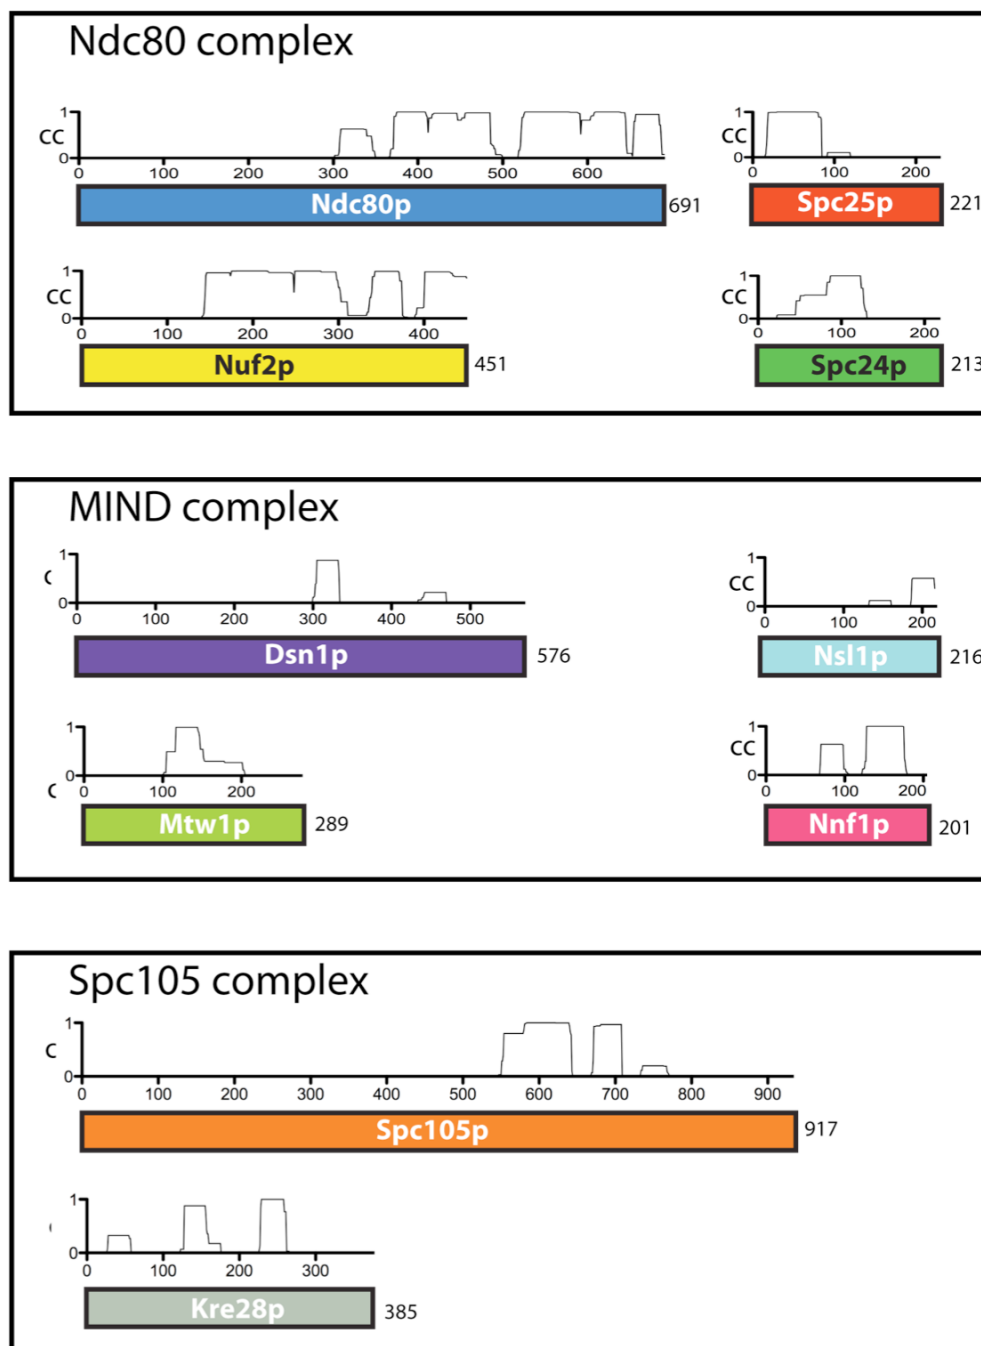 Ndc80 complex
1
CC
0
0 100 200 300 400 500 600
Ndc80p
691
1
CC
0
0 100 200
Spc25p
221
1
CC
0
0 100 200 300 400
Nuf2p
451
1
CC
0
0 100 200
Spc24p
213
MIND complex
1
0
0 100 200 300 400 500
Dsn1p
576
1
CC
0
0 100 200
Nsl1p
216
1
0
0 100 200
Mtw1p
289
1
CC
0
0 100 200
Nnf1p
201
Spc105 complex
1
C
0
0 100 200 300 400 500 600 700 800 900
Spc105p
917
1
0
0 100 200 300
Kre28p
385